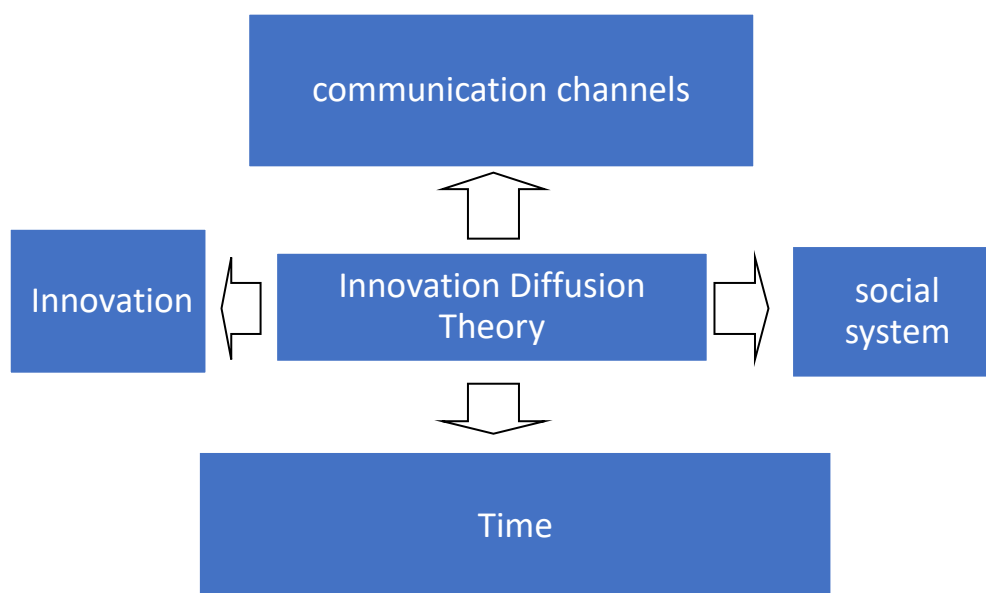 communication channels
Innovation
Innovation Diffusion
Theory
social
system
Time